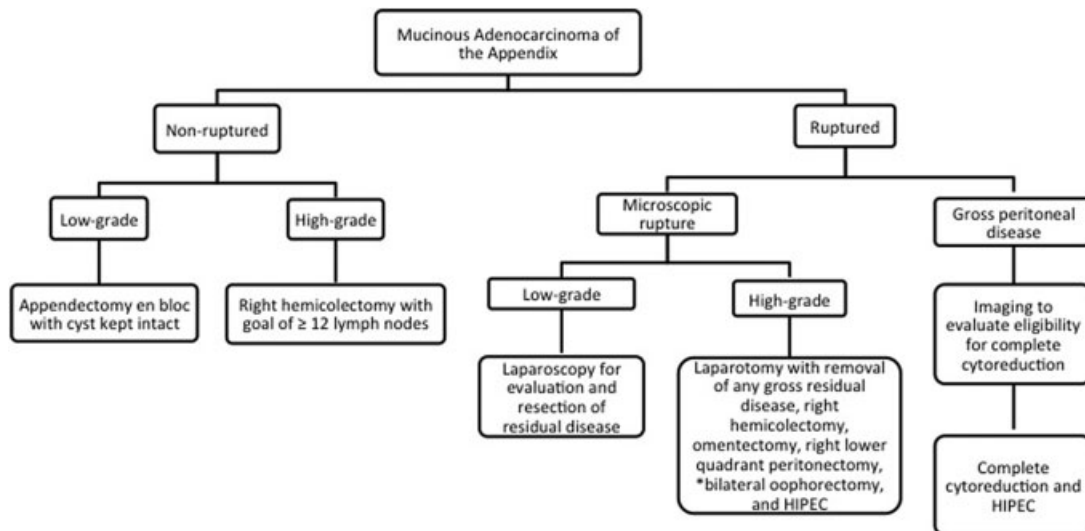 Mucinous Adenocarcinoma of
the Appendix
Non-ruptured
Ruptured
Low-grade
High-grade
Microscopic
rupture
Gross peritoneal
disease
Appendectomy en bloc
with cyst kept intact
Right hemicolectomy with
goal of ≥ 12 lymph nodes
Low-grade
High-grade
Imaging to
evaluate eligibility
for complete
cytoreduction
Laparoscopy for
evaluation and
resection of
residual disease
Laparotomy with removal
of any gross residual
disease, right
hemicolectomy,
omentectomy, right lower
quadrant peritonectomy,
*bilateral oophorectomy,
and HIPEC
Complete
cytoreduction and
HIPEC